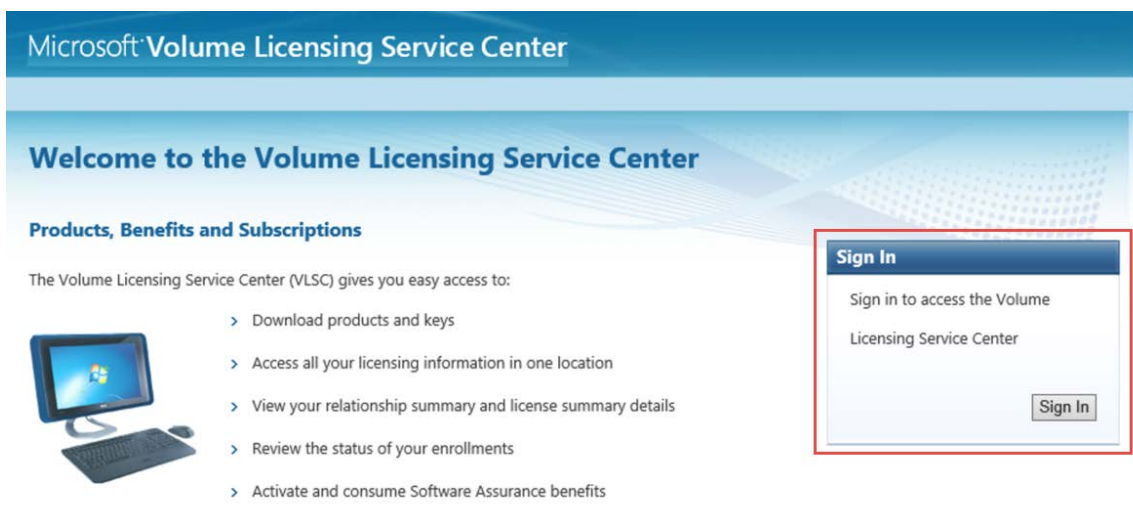 Microsoft Volume Licensing Service Center
Welcome to the Volume Licensing Service Center
Products, Benefits and Subscriptions
The Volume Licensing Service Center (VLSC) gives you easy access to:
> Download products and keys
> Access all your licensing information in one location
> View your relationship summary and license summary details
> Review the status of your enrollments
> Activate and consume Software Assurance benefits
Sign In
Sign in to access the Volume
Licensing Service Center
Sign In